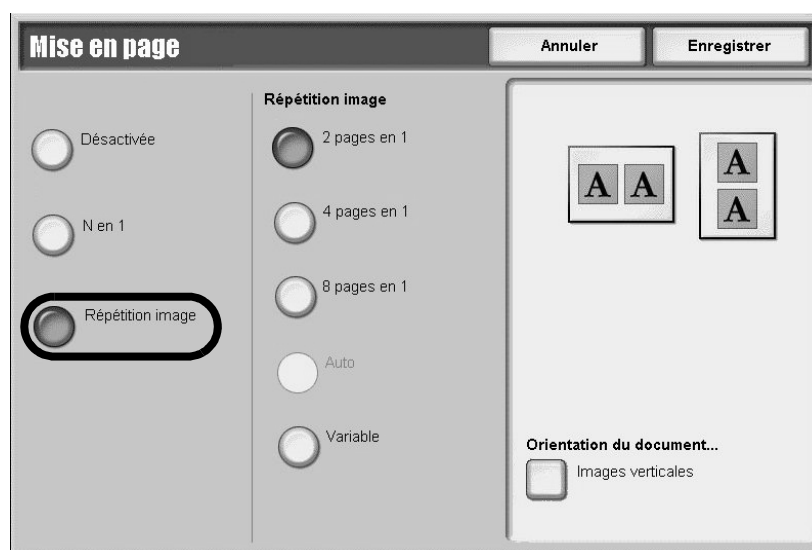 Mise en page
Annuler
Enregistrer
Désactivée
N en 1
Répétition image
Répétition image
2 pages en 1
4 pages en 1
8 pages en 1
Auto
Variable
A A
A
A
Orientation du document...
Images verticales